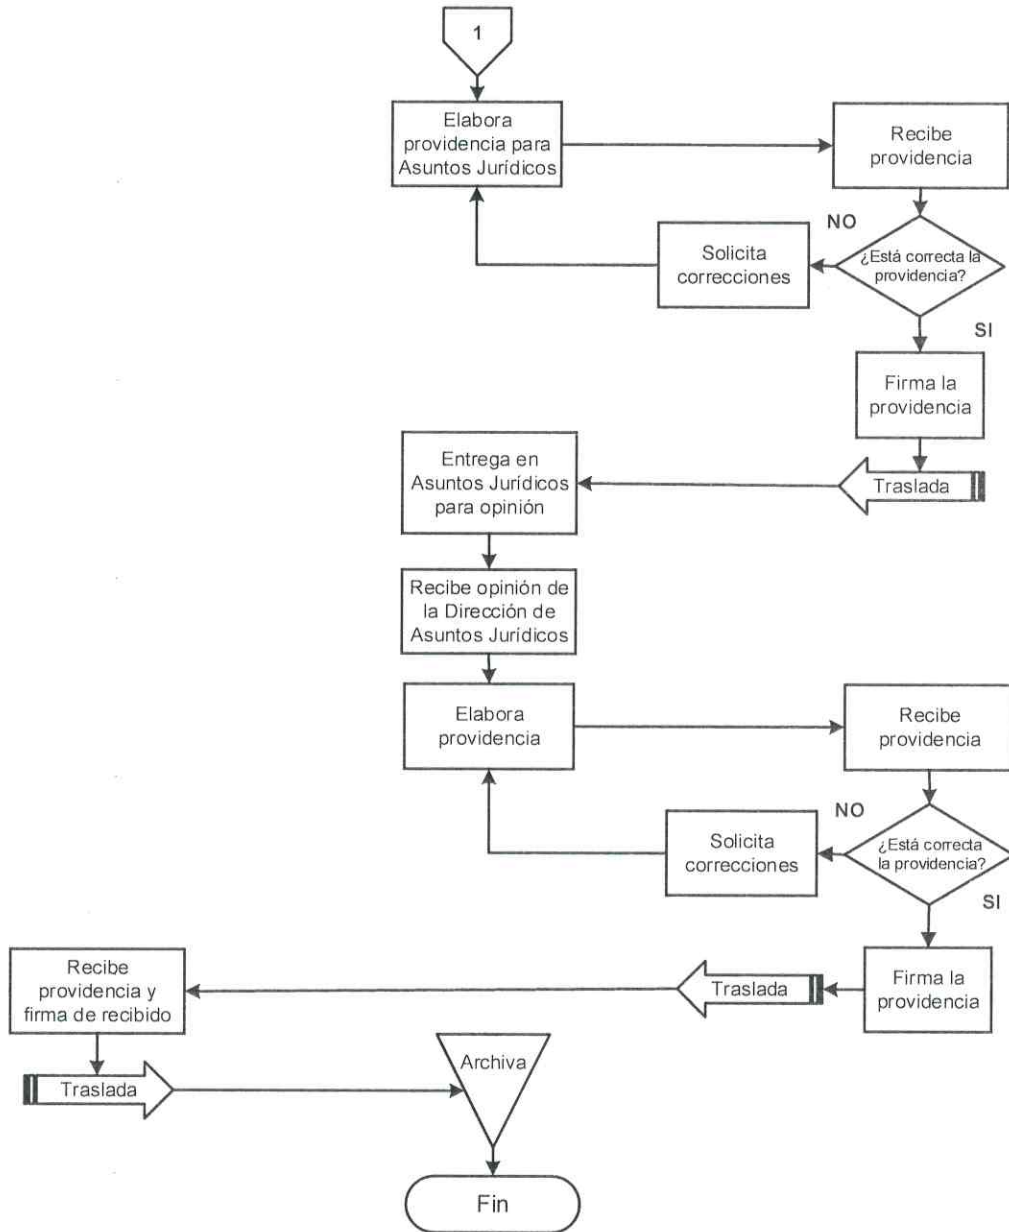 1
Elabora
providencia para
Asuntos Jurídicos
Recibe
providencia
NO
¿Está correcta la
providencia?
Solicita
correcciones
SI
Firma la
providencia
Traslada
Entrega en
Asuntos Jurídicos
para opinión
Recibe opinión de
la Dirección de
Asuntos Jurídicos
Elabora
providencia
Recibe
providencia
NO
¿Está correcta
la providencia?
Solicita
correcciones
SI
Firma la
providencia
Traslada
Recibe
providencia y
firma de recibido
Traslada
Archiva
Fin